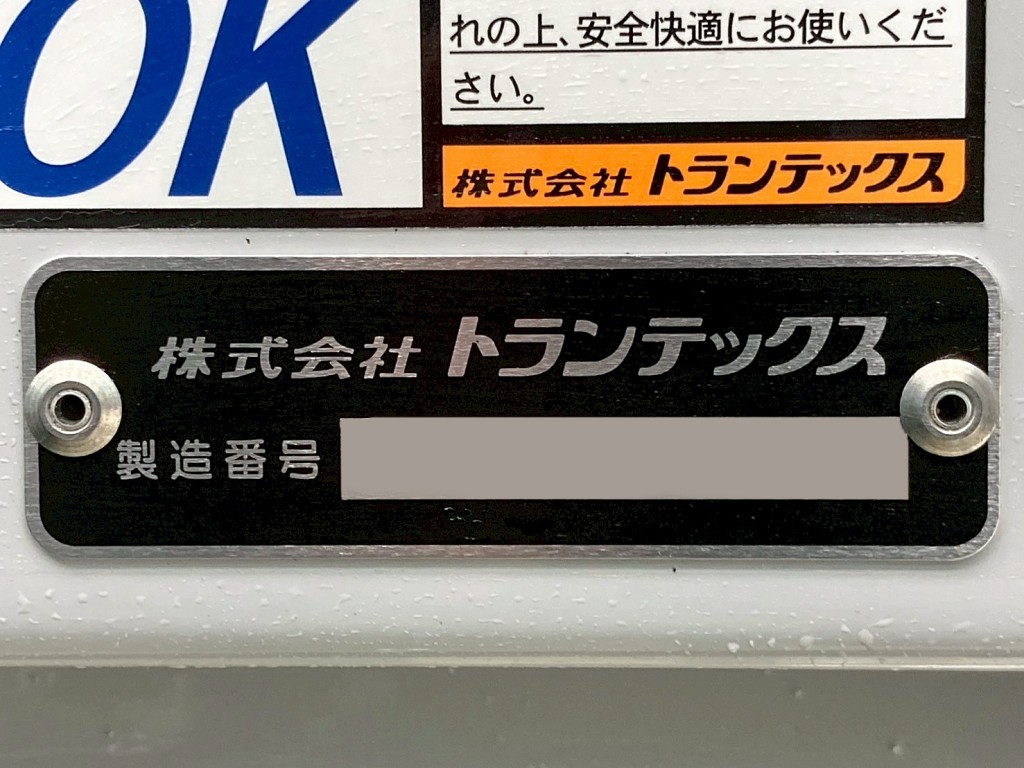 OK
れの上、安全快適にお使いくだ
さい。
株式会社 トランテックス
株式会社 トランテックス
製造番号